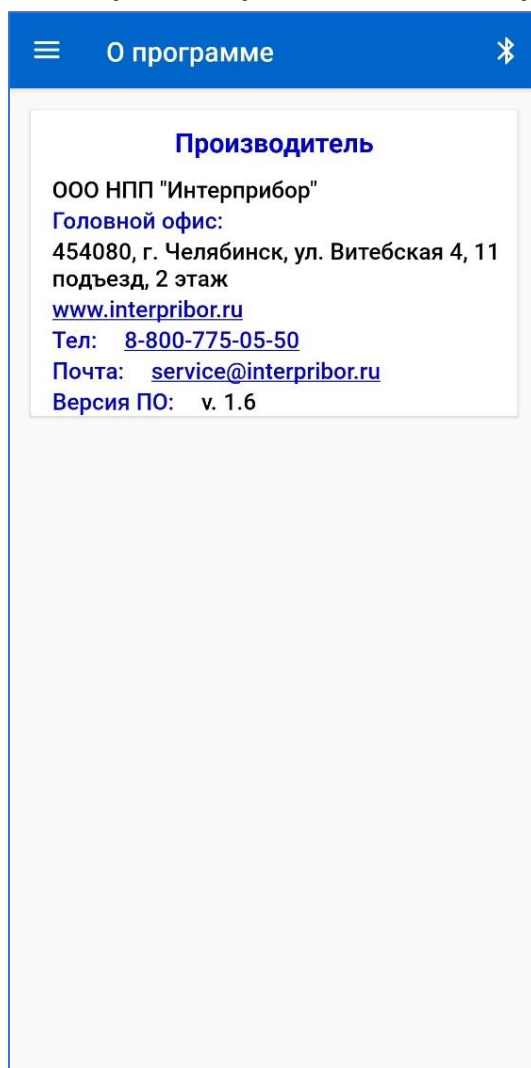 О программе
Производитель
ООО НПП "Интерприбор"
Головной офис:
454080, г. Челябинск, ул. Витебская 4, 11
подъезд, 2 этаж
www.interpribor.ru
Тел: 8-800-775-05-50
Почта: service@interpribor.ru
Версия ПО: v. 1.6